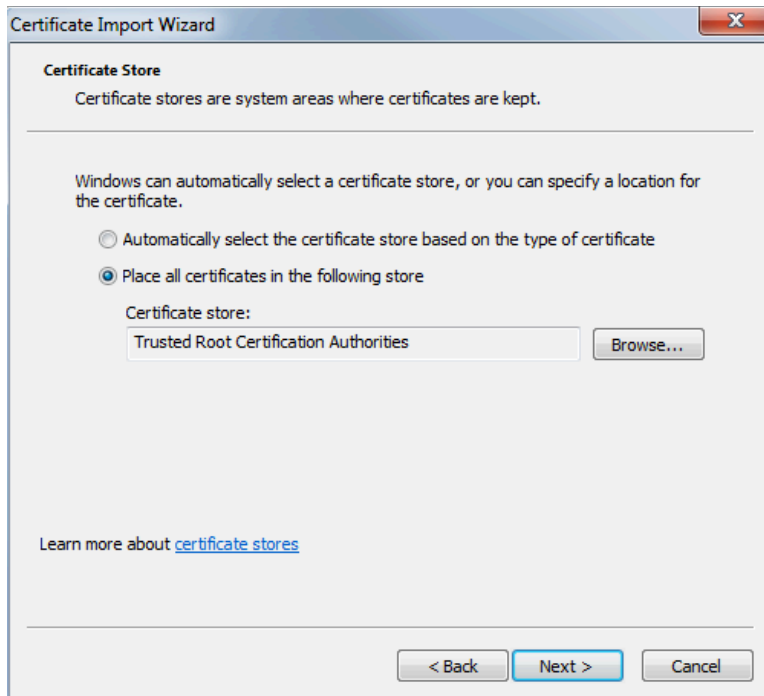 Certificate Import Wizard
Certificate Store
Certificate stores are system areas where certificates are kept.
Windows can automatically select a certificate store, or you can specify a location for
the certificate.
Automatically select the certificate store based on the type of certificate
Place all certificates in the following store
Certificate store:
Trusted Root Certification Authorities
Browse...
Learn more about certificate stores
< Back
Next >
Cancel